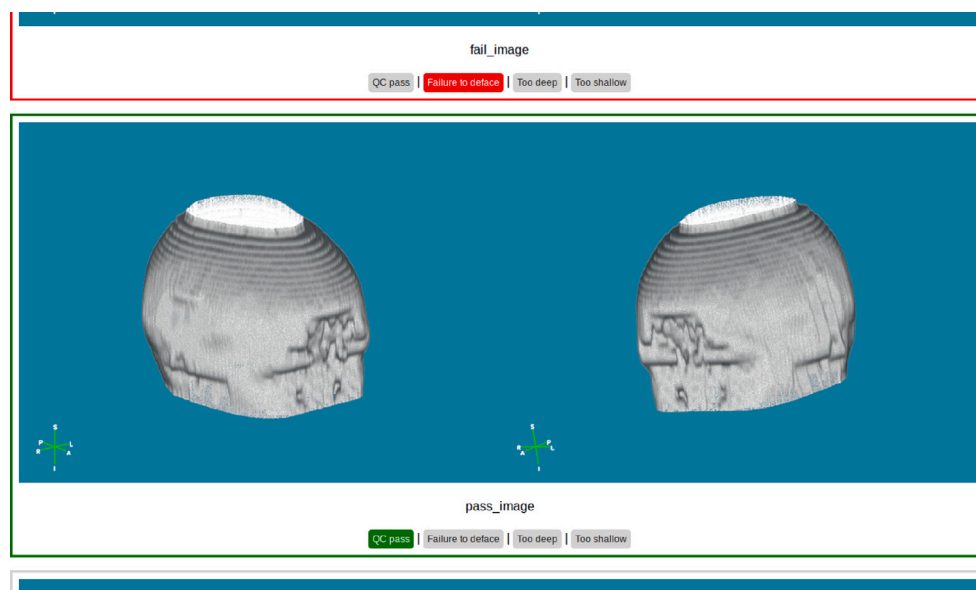 fail_image
QC pass | Failure to deface | Too deep | Too shallow
S
P L
R A
I
S
R P
A L
I
pass_image
QC pass | Failure to deface | Too deep | Too shallow